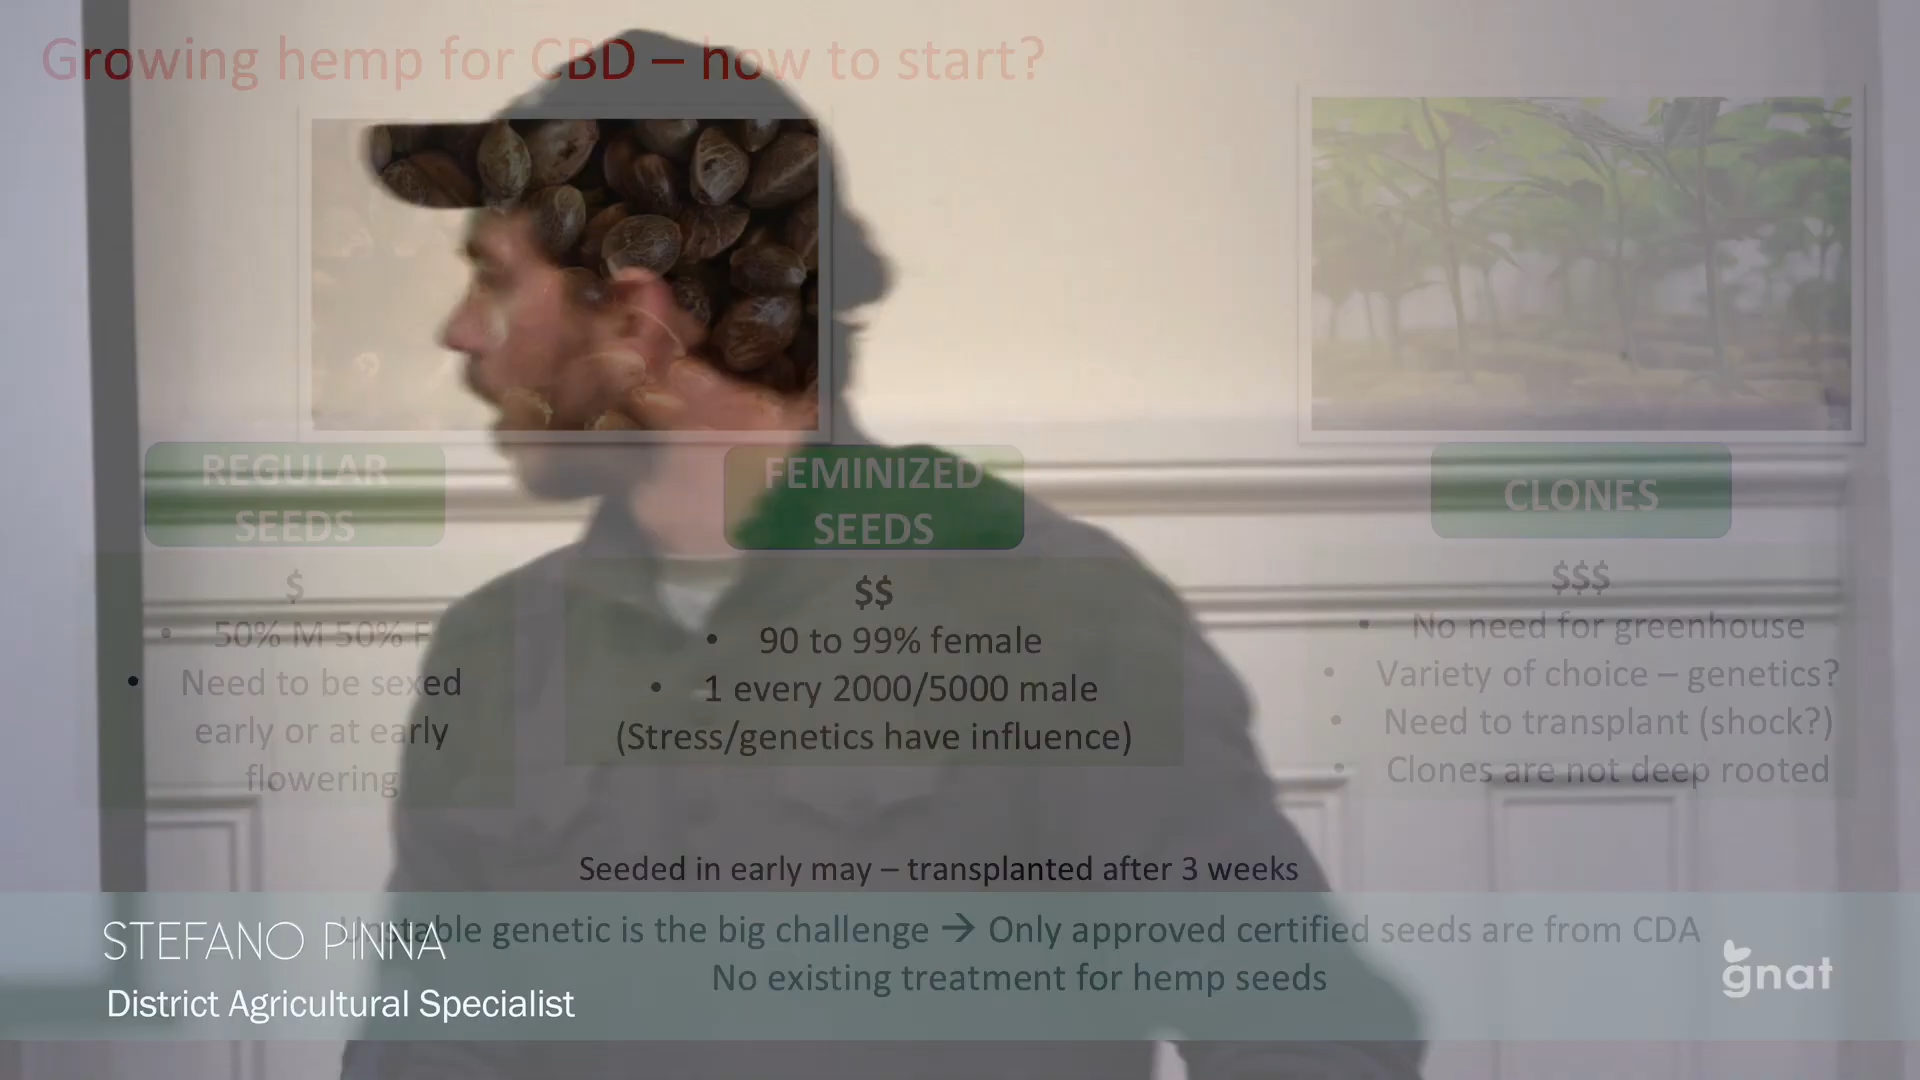 Growing hemp for CBD – how to start?
REGULAR
SEEDS
$
• 50% M 50% F
• Need to be sexed
early or at early
flowering
FEMINIZED
SEEDS
$$
• 90 to 99% female
• 1 every 2000/5000 male
(Stress/genetics have influence)
CLONES
$$$
• No need for greenhouse
• Variety of choice – genetics?
• Need to transplant (shock?)
• Clones are not deep rooted
Seeded in early may – transplanted after 3 weeks
Unstable genetic is the big challenge → Only approved certified seeds are from CDA
No existing treatment for hemp seeds
STEFANO PINNA
District Agricultural Specialist
gnat